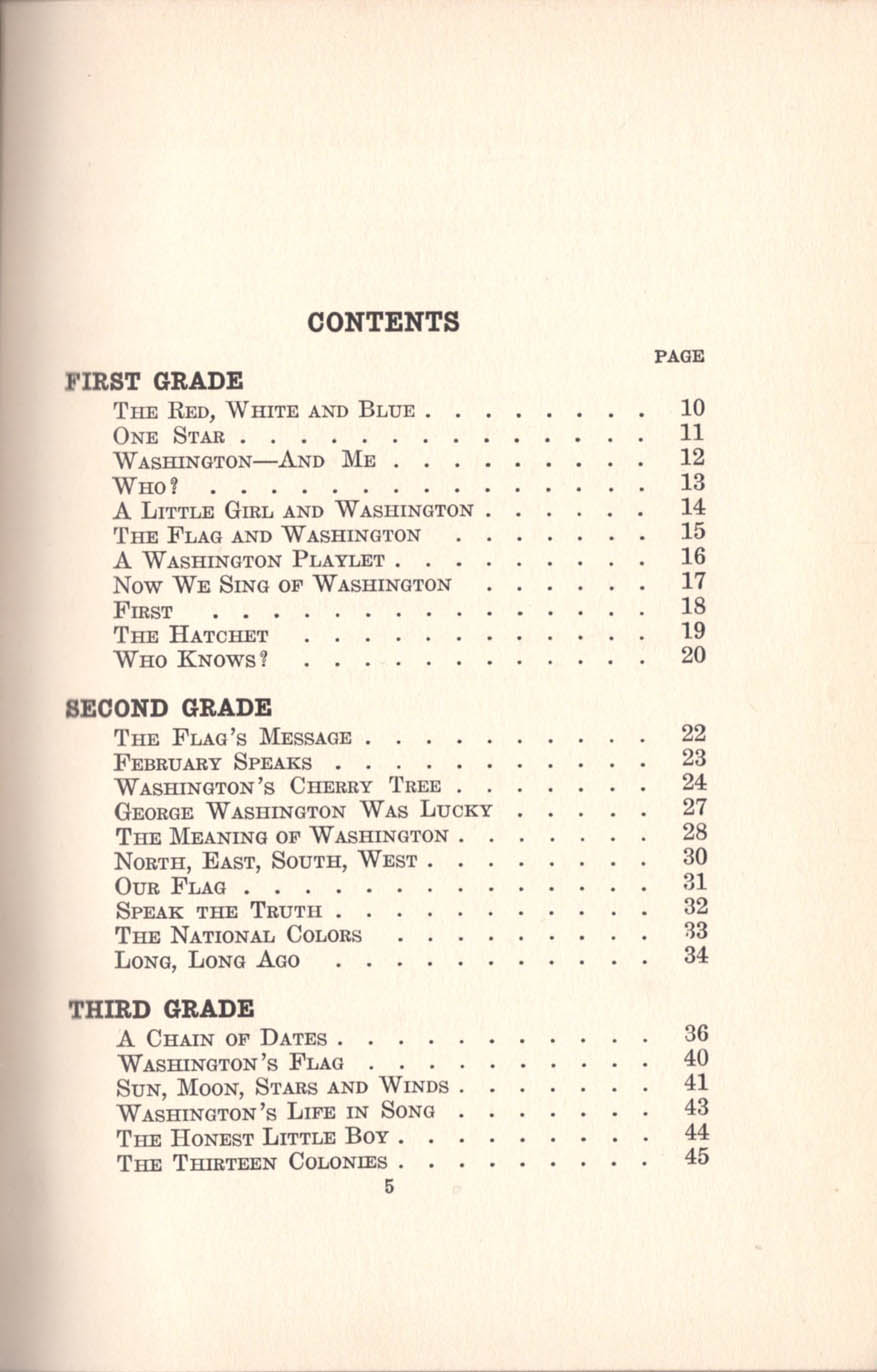 CONTENTS
PAGE
FIRST GRADE
The Red, White and Blue . . . . . . . . 10
One Star . . . . . . . . . . . . . . 11
Washington—And Me . . . . . . . . . 12
Who? . . . . . . . . . . . . . . . 13
A Little Girl and Washington . . . . . . 14
The Flag and Washington . . . . . . . 15
A Washington Playlet . . . . . . . . . 16
Now We Sing of Washington . . . . . . 17
First . . . . . . . . . . . . . . . 18
The Hatchet . . . . . . . . . . . . 19
Who Knows? . . . . . . . . . . . . 20
SECOND GRADE
The Flag's Message . . . . . . . . . . 22
February Speaks . . . . . . . . . . . 23
Washington's Cherry Tree . . . . . . . 24
George Washington Was Lucky . . . . . 27
The Meaning of Washington . . . . . . . 28
North, East, South, West . . . . . . . . 30
Our Flag . . . . . . . . . . . . . . 31
Speak the Truth . . . . . . . . . . . 32
The National Colors . . . . . . . . . 33
Long, Long Ago . . . . . . . . . . . 34
THIRD GRADE
A Chain of Dates . . . . . . . . . . . 36
Washington's Flag . . . . . . . . . . 40
Sun, Moon, Stars and Winds . . . . . . . 41
Washington's Life in Song . . . . . . . 43
The Honest Little Boy . . . . . . . . . 44
The Thirteen Colonies . . . . . . . . . 45
5